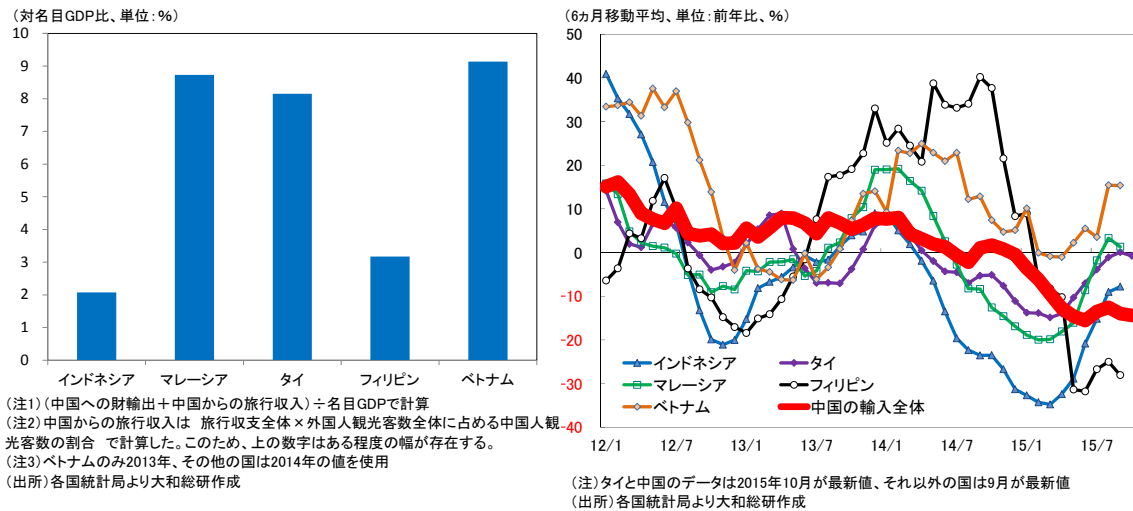 (対名目GDP比、単位:%)
10
9
8
7
6
5
4
3
2
1
0
インドネシア マレーシア タイ フィリピン ベトナム
(注1)(中国への財輸出+中国からの旅行収入)÷名目GDPで計算
(注2)中国からの旅行収入は 旅行収支全体×外国人観光客数全体に占める中国人観
光客数の割合 で計算した。このため、上の数字はある程度の幅が存在する。
(注3)ベトナムのみ2013年、その他の国は2014年の値を使用
(出所)各国統計局より大和総研作成
(6ヵ月移動平均、単位:前年比、%)
50
40
30
20
10
0
-10
-20
-30
-40
インドネシア タイ
マレーシア フィリピン
ベトナム 中国の輸入全体
12/1 12/7 13/1 13/7 14/1 14/7 15/1 15/7
(注)タイと中国のデータは2015年10月が最新値、それ以外の国は9月が最新値
(出所)各国統計局より大和総研作成